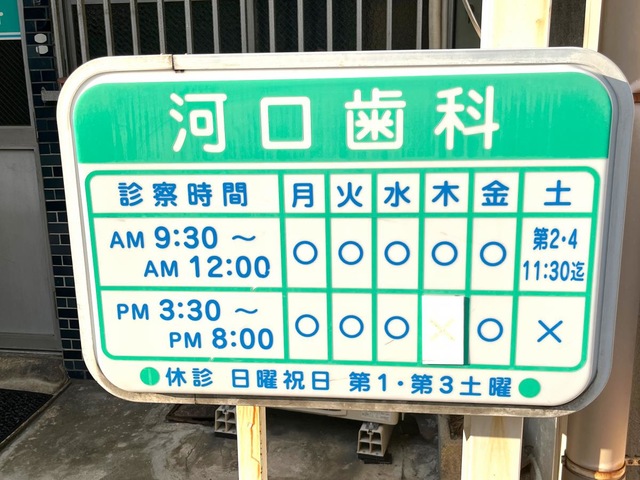 河口歯科
診察時間 月 火 水 木 金 土
AM 9:30 ～ AM 12:00 ○ ○ ○ ○ ○ 第2・4 11:30迄
PM 3:30 ～ PM 8:00 ○ ○ ○ × ○ ×
●休診 日曜祝日 第1・第3土曜●